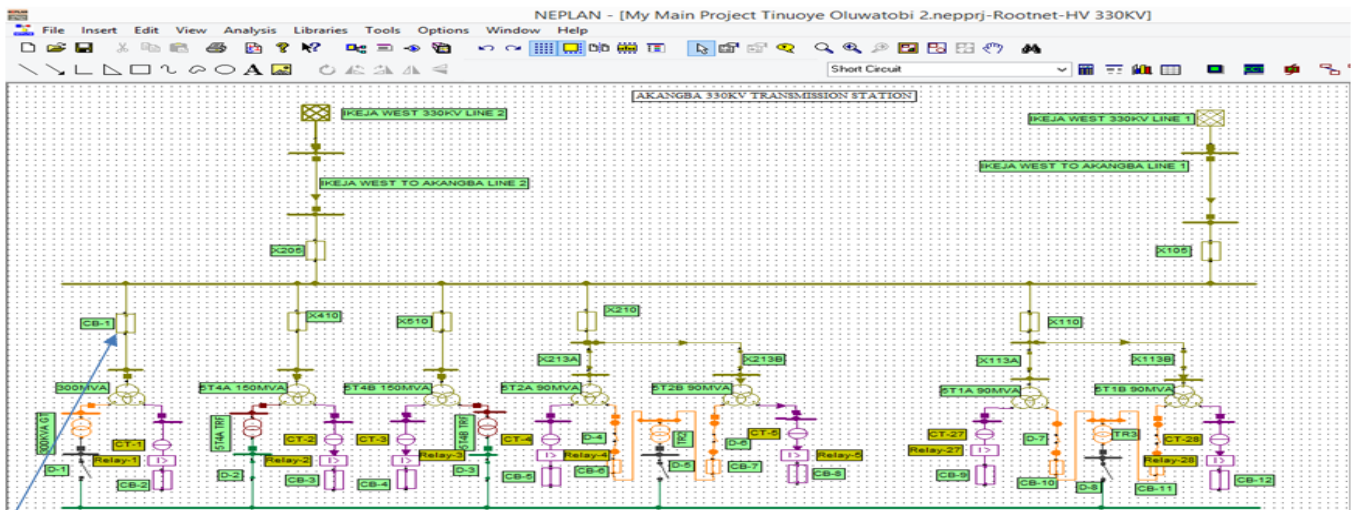 NEPLAN - [My Main Project Tinuoye Oluwatobi 2.nepprj-Rootnet-HV 330KV]
File Insert Edit View Analysis Libraries Tools Options Window Help
Short Circuit
AKANGBA 330KV TRANSMISSION STATION
IKEJA WEST 330KV LINE 2
IKEJA WEST 330KV LINE 1
IKEJA WEST TO AKANGBA LINE 1
IKEJA WEST TO AKANGBA LINE 2
X205
X105
CB-1
X410
X510
X210
X110
X213A
X213B
X113A
X113B
300MVA
5T4A 150MVA
5T4B 150MVA
5T2A 90MVA
5T2B 90MVA
5T1A 90MVA
5T1B 90MVA
300KVA GT
5T4A TRF
5T4B TRF
CT-1
CT-2
CT-3
CT-4
D-4
TR2
D-6
CT-5
CT-27
D-7
TR3
CT-28
D-1
Relay-1
D-2
Relay-2
Relay-3
D-3
Relay-4
D-5
Relay-5
Relay-27
Relay-28
CB-2
CB-3
CB-4
CB-5
CB-6
CB-7
CB-8
CB-9
CB-10
D-8
CB-11
CB-12